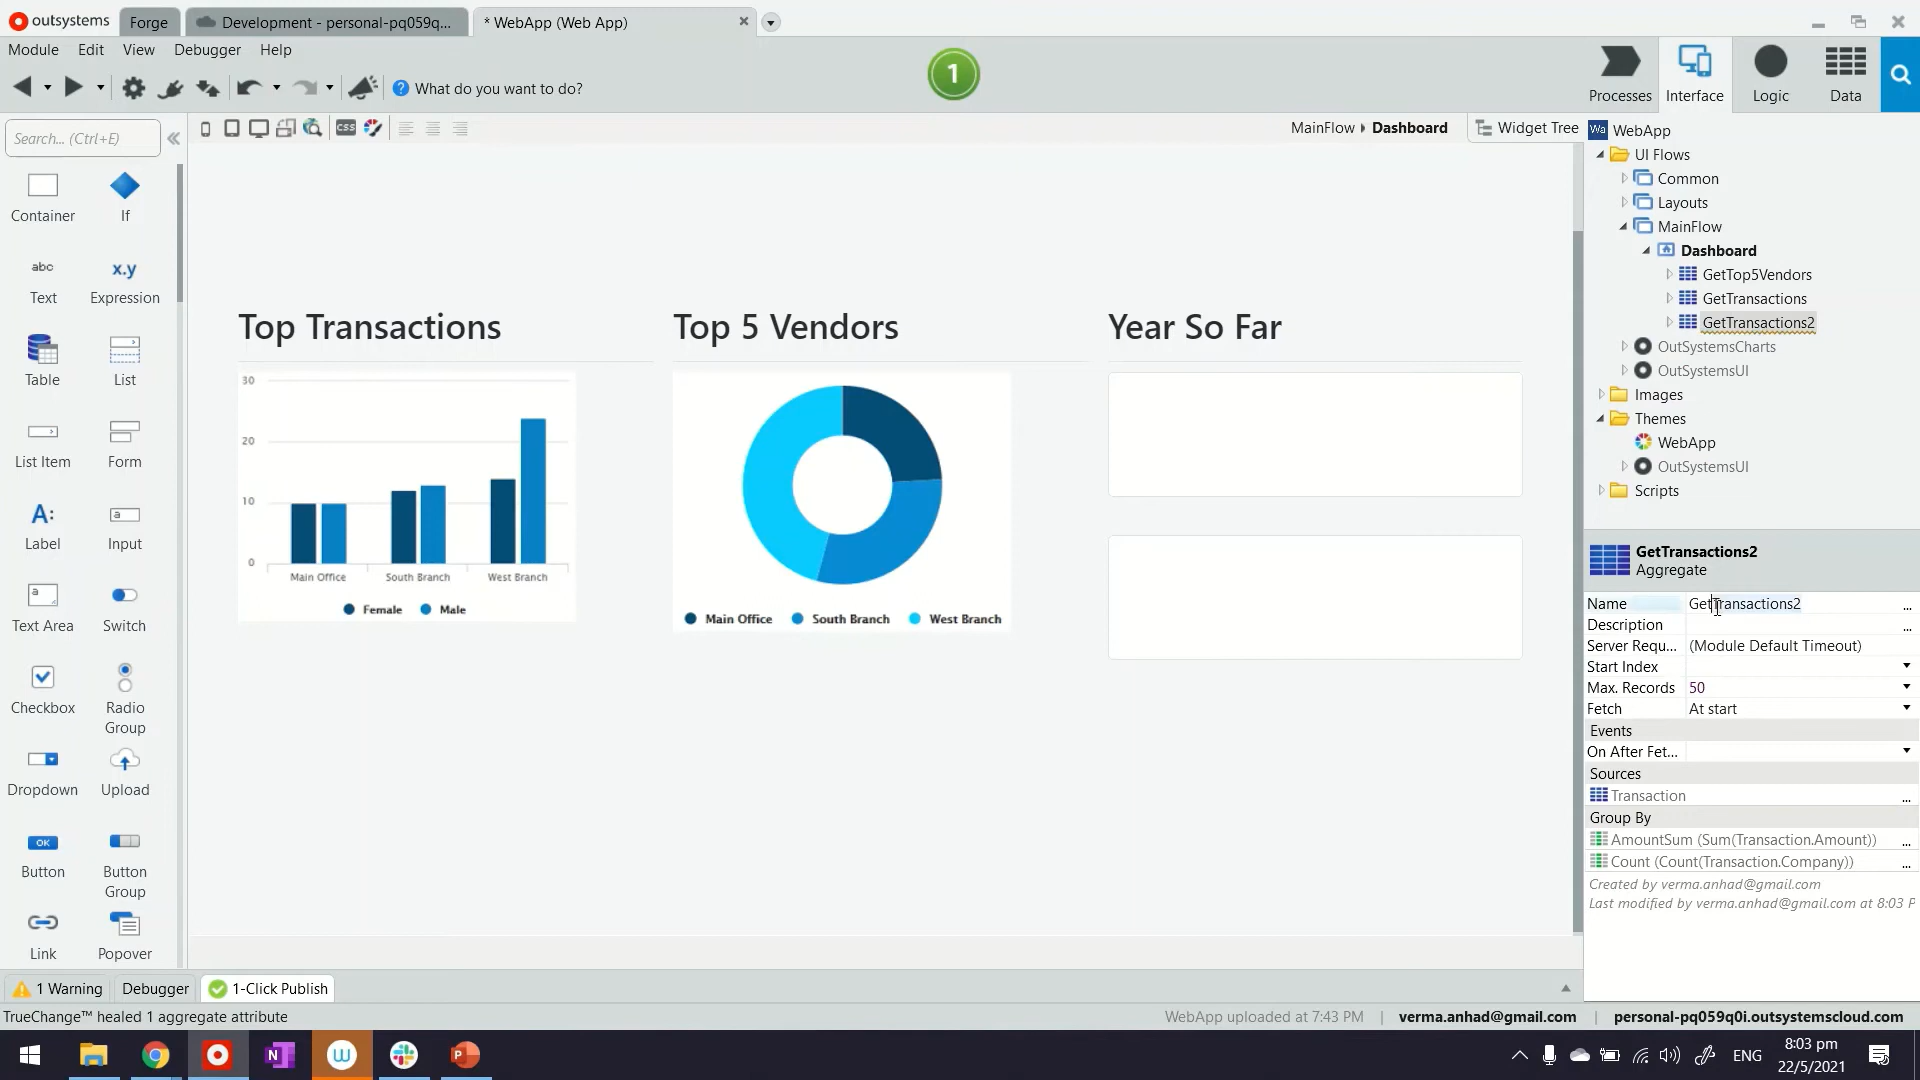 outsystems
Forge
Development - personal-pq059q...
* WebApp (Web App)
Module Edit View Debugger Help
What do you want to do?
1
Processes
Interface
Logic
Data
Search... (Ctrl+E)
CSS
MainFlow
Dashboard
Widget Tree
Container
If
abc
Text
x.y
Expression
Table
List
List Item
Form
A:
Label
a
Input
a
Text Area
Switch
Checkbox
Radio
Group
Dropdown
Upload
OK
Button
Button
Group
Link
Popover
Top Transactions
30
20
10
0
Main Office
South Branch
West Branch
Female
Male
Top 5 Vendors
Main Office
South Branch
West Branch
Year So Far
Wa
WebApp
UI Flows
Common
Layouts
MainFlow
Dashboard
GetTop5Vendors
GetTransactions
GetTransactions2
OutSystemsCharts
OutSystemsUI
Images
Themes
WebApp
OutSystemsUI
Scripts
GetTransactions2
Aggregate
Name GetTransactions2 ...
Description ...
Server Requ... (Module Default Timeout)
Start Index
Max. Records 50
Fetch At start
Events
On After Fet...
Sources
Transaction ...
Group By
AmountSum (Sum(Transaction.Amount)) ...
Count (Count(Transaction.Company)) ...
Created by verma.anhad@gmail.com
Last modified by verma.anhad@gmail.com at 8:03 P
1 Warning
Debugger
1-Click Publish
TrueChange™ healed 1 aggregate attribute
WebApp uploaded at 7:43 PM | verma.anhad@gmail.com | personal-pq059q0i.outsystemscloud.com
N
W
P
ENG
8:03 pm
22/5/2021